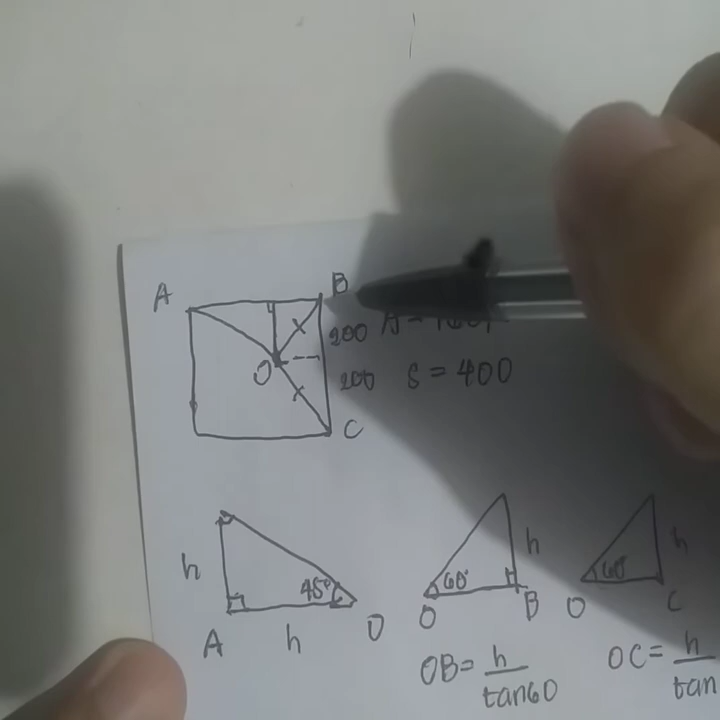 A B
X 200
O
X 200 S = 400
C
h 45° h 60° h 60°
A h O O B O C
OB = h/tan60 OC = h/tan